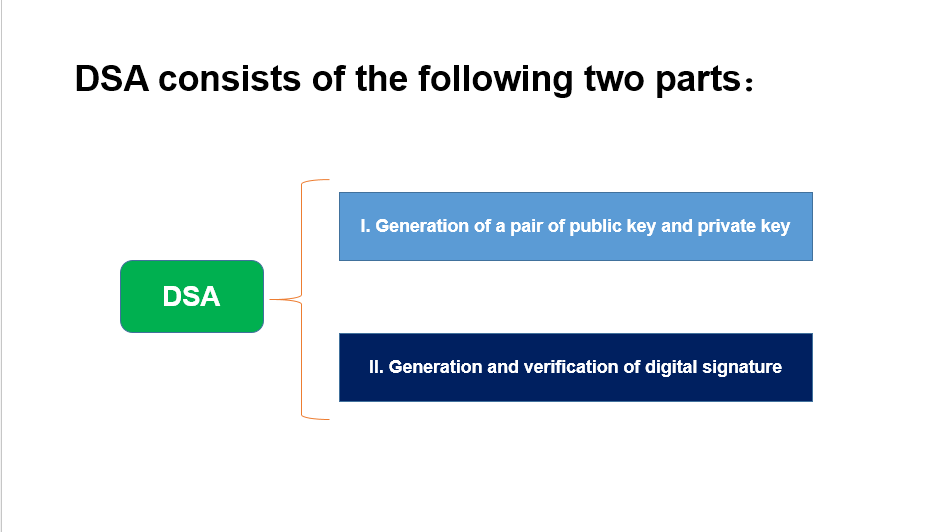 DSA consists of the following two parts：
I. Generation of a pair of public key and private key
DSA
II. Generation and verification of digital signature